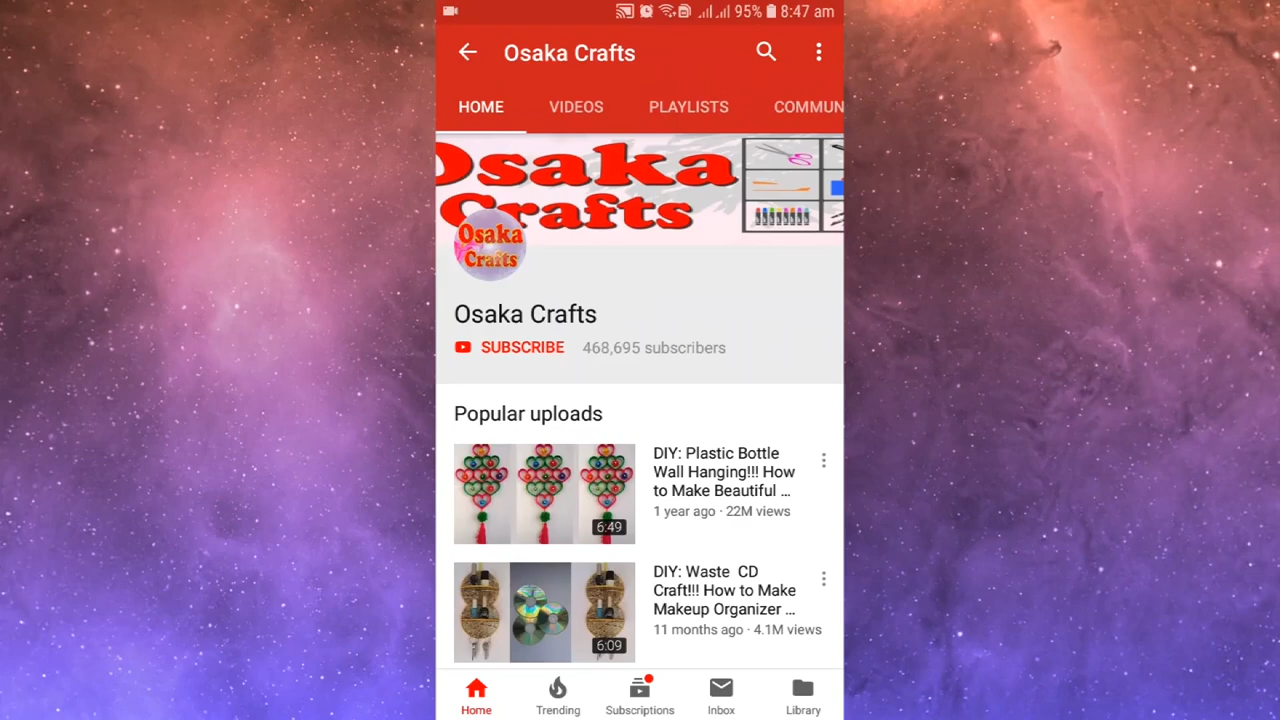 95% 8:47 am
Osaka Crafts
HOME VIDEOS PLAYLISTS COMMUN
Osaka
Crafts
Osaka
Crafts
Osaka Crafts
SUBSCRIBE 468,695 subscribers
Popular uploads
DIY: Plastic Bottle
Wall Hanging!!! How
to Make Beautiful ...
1 year ago · 22M views
6:49
DIY: Waste CD
Craft!!! How to Make
Makeup Organizer ...
11 months ago · 4.1M views
6:09
Home Trending Subscriptions Inbox Library